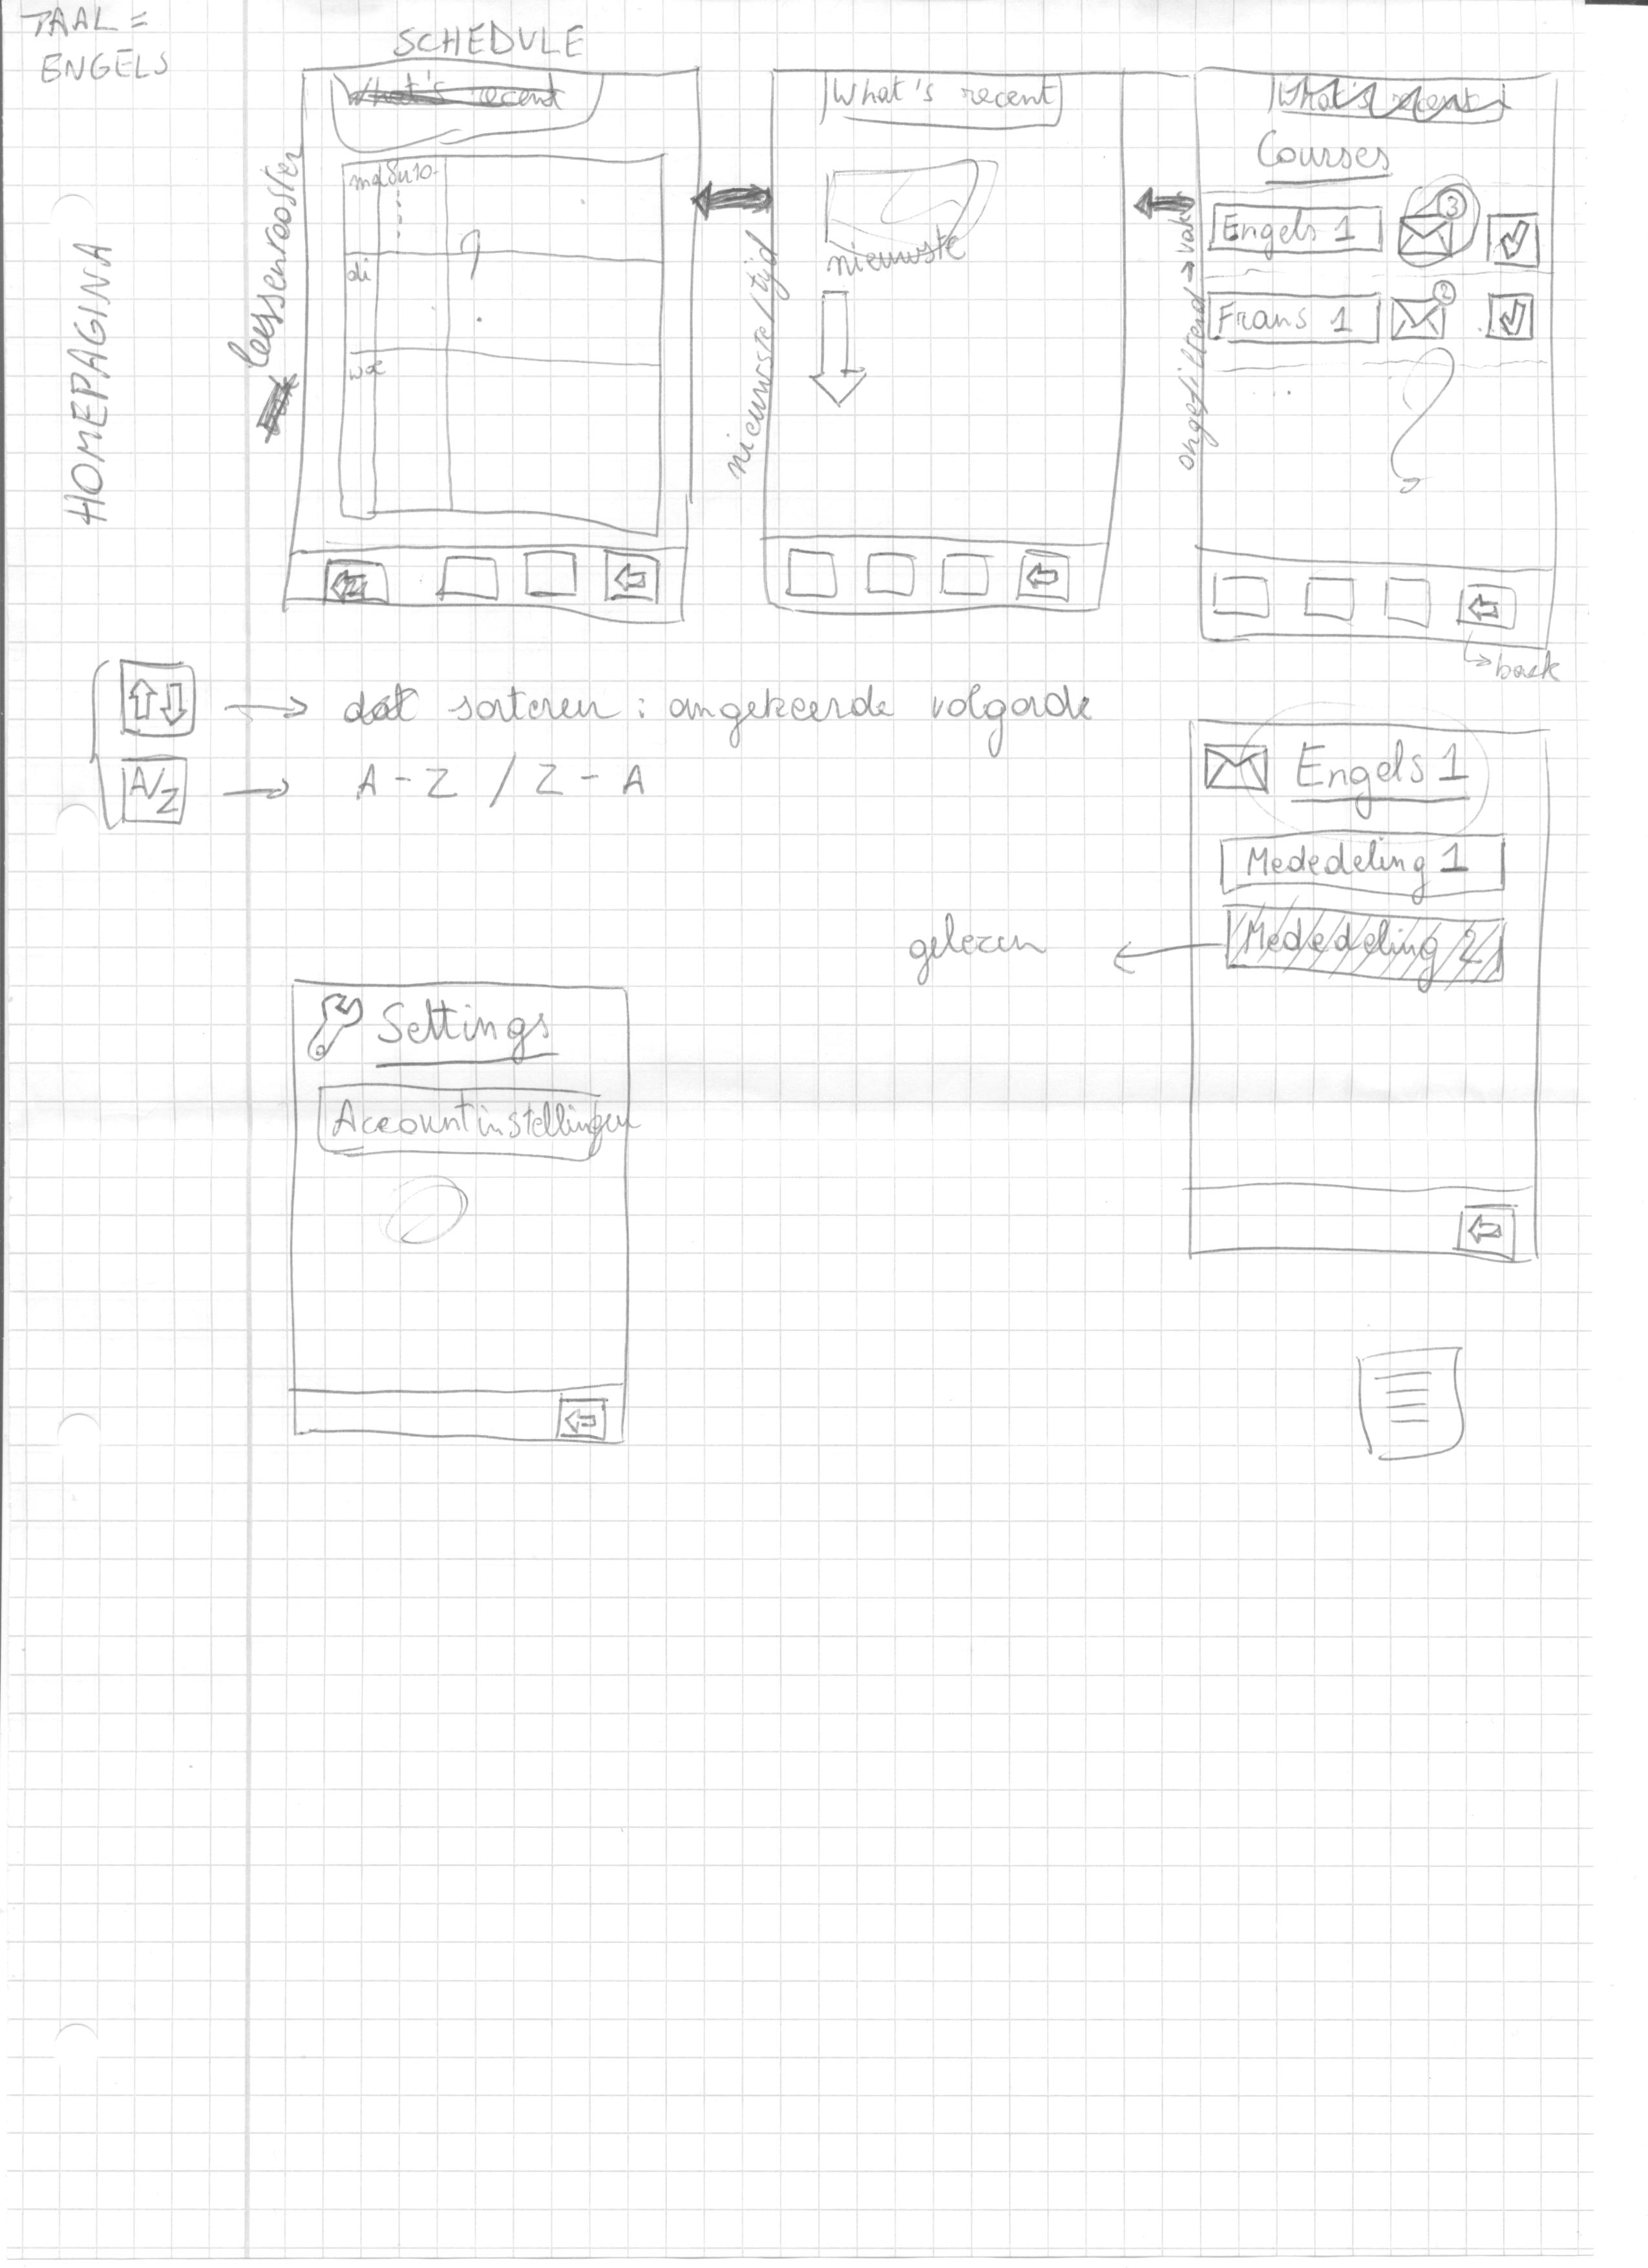 TAAL =
ENGELS
SCHEDULE
What's recent
What's recent
What's recent
Courses
ma 8u10-
di
wo
nieuwste
Engels 1
3
Frans 1
2
HOMEPAGINA
lessenrooster
nieuwste/tijd
ongefilterd → vak
back
dat sorteren : omgekeerde volgorde
A/Z
A - Z / Z - A
Engels 1
Mededeling 1
Mededeling 2
gelezen
Settings
Accountinstellingen